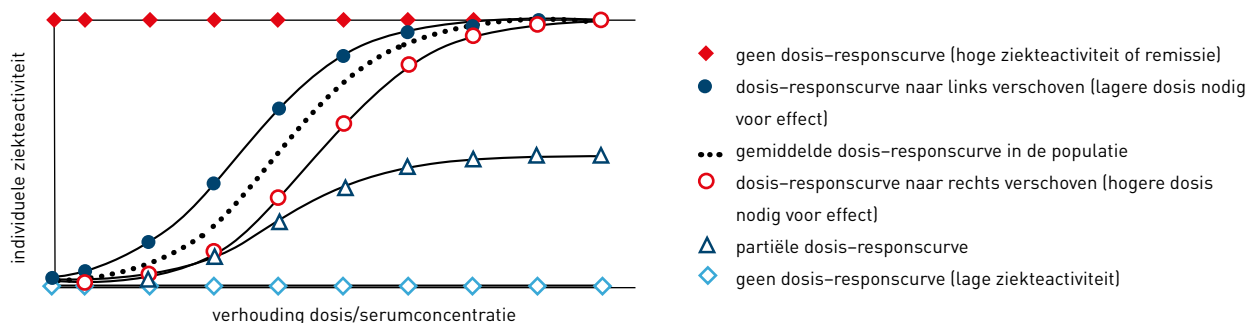 individuele ziekteactiviteit
verhouding dosis/serumconcentratie
geen dosis–responscurve (hoge ziekteactiviteit of remissie)
dosis–responscurve naar links verschoven (lagere dosis nodig
voor effect)
gemiddelde dosis–responscurve in de populatie
dosis–responscurve naar rechts verschoven (hogere dosis
nodig voor effect)
partiële dosis–responscurve
geen dosis–responscurve (lage ziekteactiviteit)